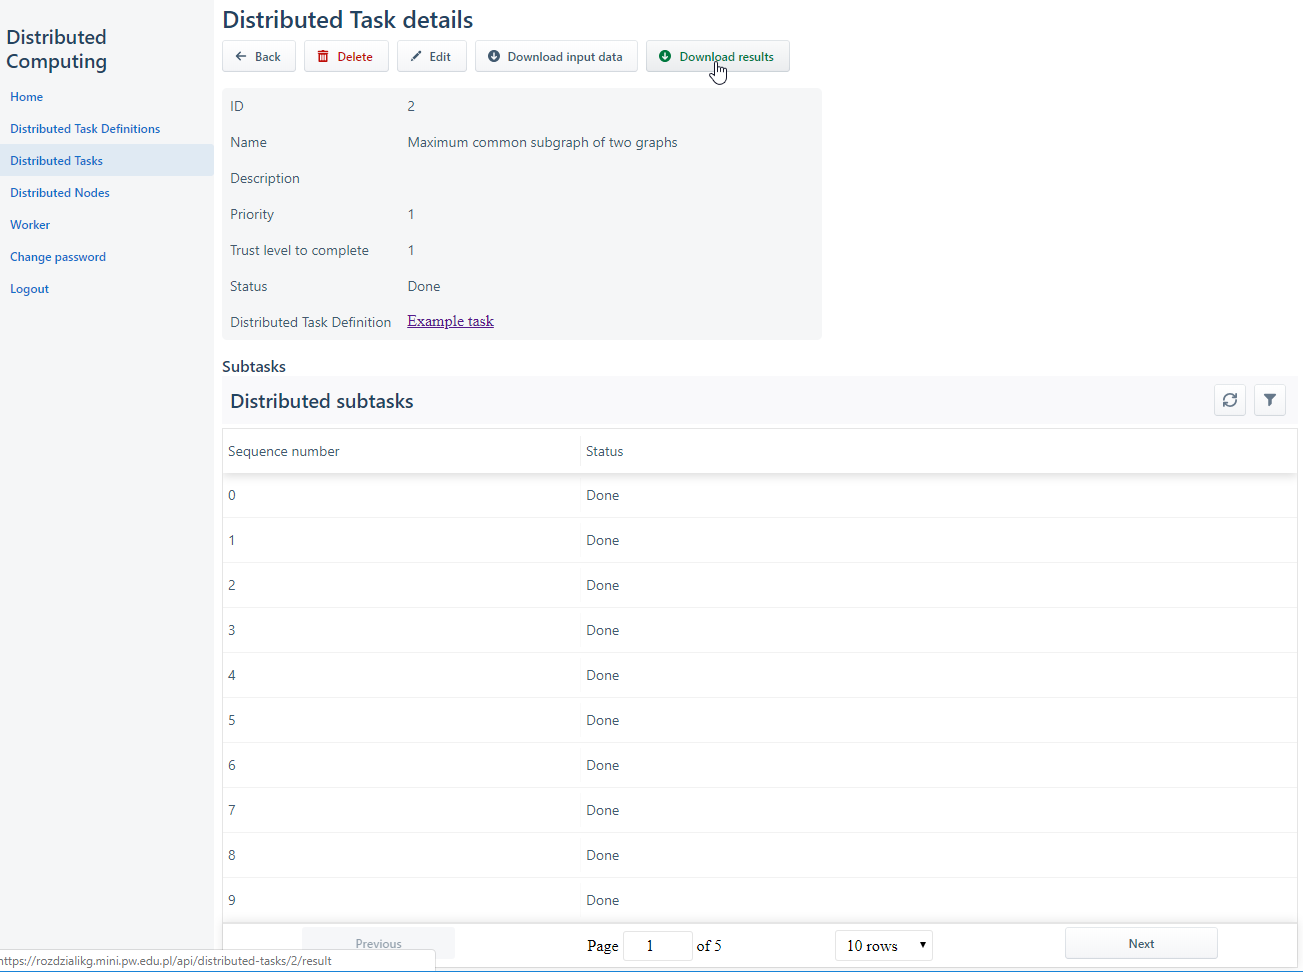 Distributed
Computing
Home
Distributed Task Definitions
Distributed Tasks
Distributed Nodes
Worker
Change password
Logout
Distributed Task details
Back Delete Edit Download input data Download results
ID 2
Name Maximum common subgraph of two graphs
Description
Priority 1
Trust level to complete 1
Status Done
Distributed Task Definition Example task
Subtasks
Distributed subtasks
Sequence number Status
0 Done
1 Done
2 Done
3 Done
4 Done
5 Done
6 Done
7 Done
8 Done
9 Done
Previous Page 1 of 5 10 rows Next
https://rozdzialikg.mini.pw.edu.pl/api/distributed-tasks/2/result